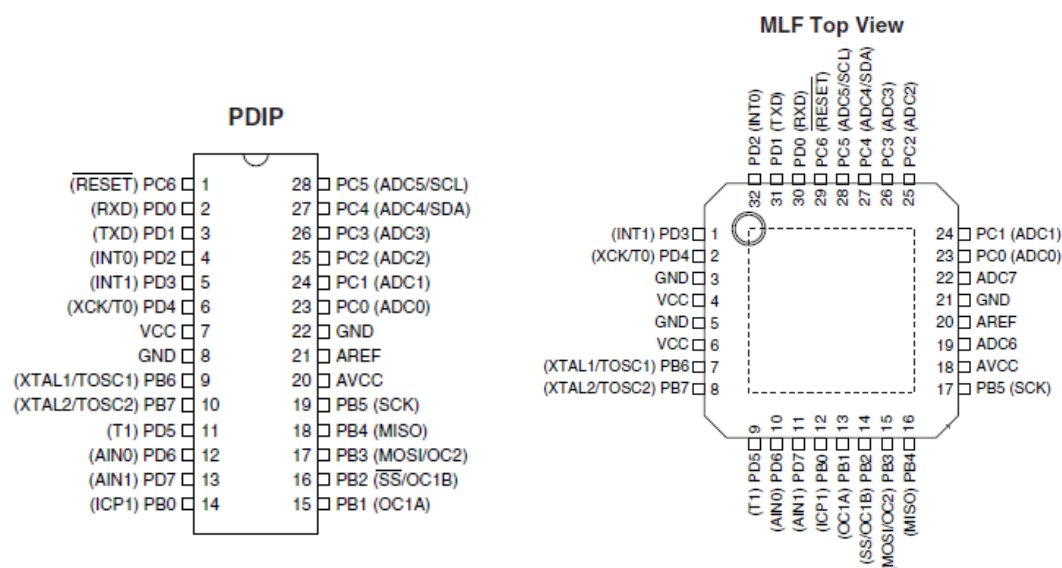 PDIP
(RESET) PC6 1
(RXD) PD0 2
(TXD) PD1 3
(INT0) PD2 4
(INT1) PD3 5
(XCK/T0) PD4 6
VCC 7
GND 8
(XTAL1/TOSC1) PB6 9
(XTAL2/TOSC2) PB7 10
(T1) PD5 11
(AIN0) PD6 12
(AIN1) PD7 13
(ICP1) PB0 14
28 PC5 (ADC5/SCL)
27 PC4 (ADC4/SDA)
26 PC3 (ADC3)
25 PC2 (ADC2)
24 PC1 (ADC1)
23 PC0 (ADC0)
22 GND
21 AREF
20 AVCC
19 PB5 (SCK)
18 PB4 (MISO)
17 PB3 (MOSI/OC2)
16 PB2 (SS/OC1B)
15 PB1 (OC1A)
MLF Top View
32 PD2 (INT0)
31 PD1 (TXD)
30 PD0 (RXD)
29 PC6 (RESET)
28 PC5 (ADC5/SCL)
27 PC4 (ADC4/SDA)
26 PC3 (ADC3)
25 PC2 (ADC2)
(INT1) PD3 1
(XCK/T0) PD4 2
GND 3
VCC 4
GND 5
VCC 6
(XTAL1/TOSC1) PB6 7
(XTAL2/TOSC2) PB7 8
24 PC1 (ADC1)
23 PC0 (ADC0)
22 ADC7
21 GND
20 AREF
19 ADC6
18 AVCC
17 PB5 (SCK)
(T1) PD5 9
(AIN0) PD6 10
(AIN1) PD7 11
(ICP1) PB0 12
(OC1A) PB1 13
(SS/OC1B) PB2 14
MOSI/OC2) PB3 15
(MISO) PB4 16